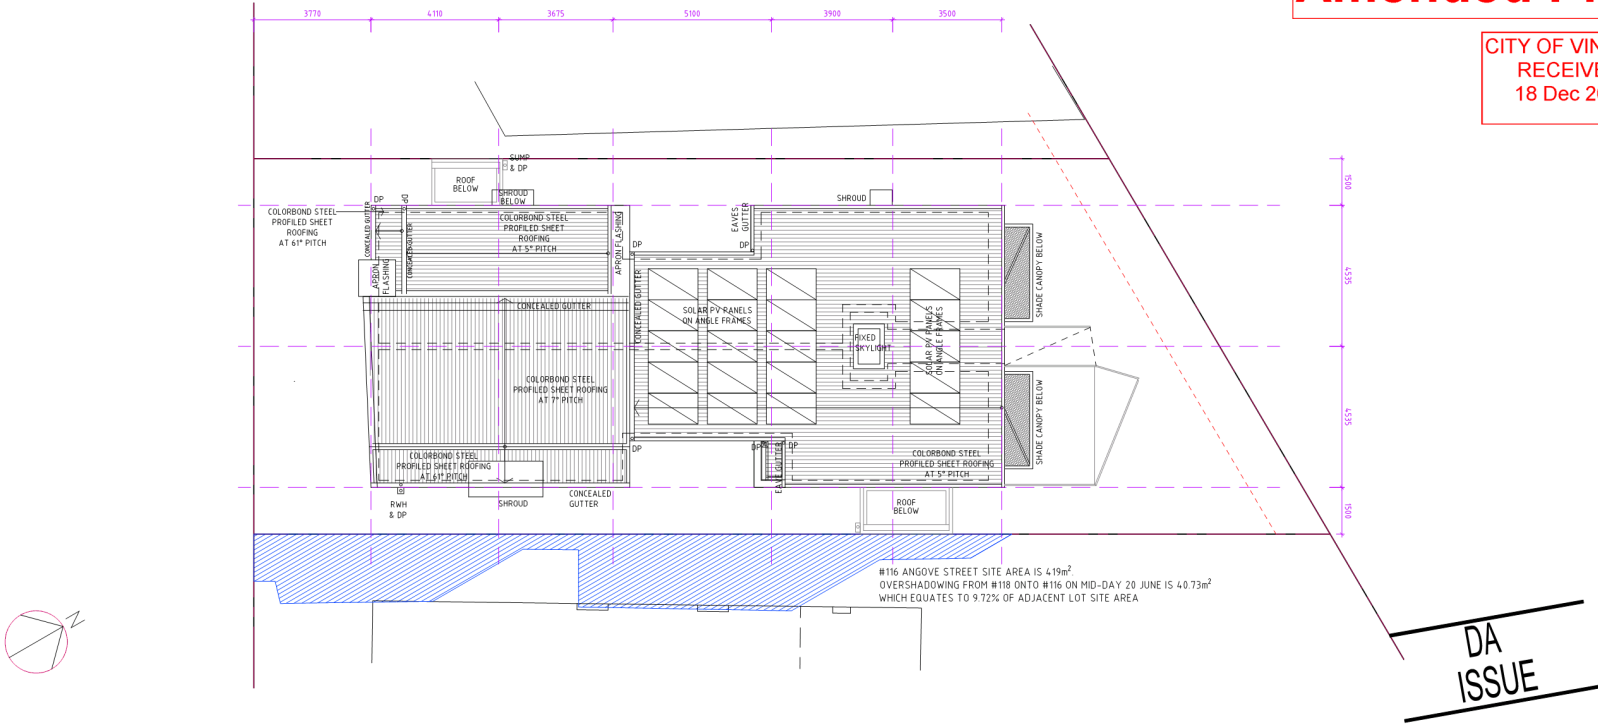 3770
4110
3675
5100
3900
3500
CITY OF VIN
RECEIVE
18 Dec 20
SUMP
& DP
ROOF
BELOW
SHROUD
BELOW
SHROUD
DP
DP
COLORBOND STEEL
PROFILED SHEET
ROOFING
AT 61° PITCH
CONCEALED GUTTER
CONCEALED GUTTER
COLORBOND STEEL
PROFILED SHEET
ROOFING
AT 5° PITCH
APRON FLASHING
EAVES
GUTTER
DP
DP
APRON
FLASHING
CONCEALED GUTTER
CONCEALED GUTTER
SOLAR PV PANELS
ON ANGLE FRAMES
SOLAR PV PANELS
ON ANGLE FRAMES
FIXED
SKYLIGHT
SHADE CANOPY BELOW
1500
4535
4535
1500
COLORBOND STEEL
PROFILED SHEET ROOFING
AT 7° PITCH
SHADE CANOPY BELOW
COLORBOND STEEL
PROFILED SHEET ROOFING
AT 61° PITCH
DP
DP
DP
EAVE GUTTER
COLORBOND STEEL
PROFILED SHEET ROOFING
AT 5° PITCH
RWH
& DP
SHROUD
CONCEALED
GUTTER
ROOF
BELOW
#116 ANGOVE STREET SITE AREA IS 419m².
OVERSHADOWING FROM #118 ONTO #116 ON MID-DAY 20 JUNE IS 40.73m²
WHICH EQUATES TO 9.72% OF ADJACENT LOT SITE AREA
N
DA
ISSUE